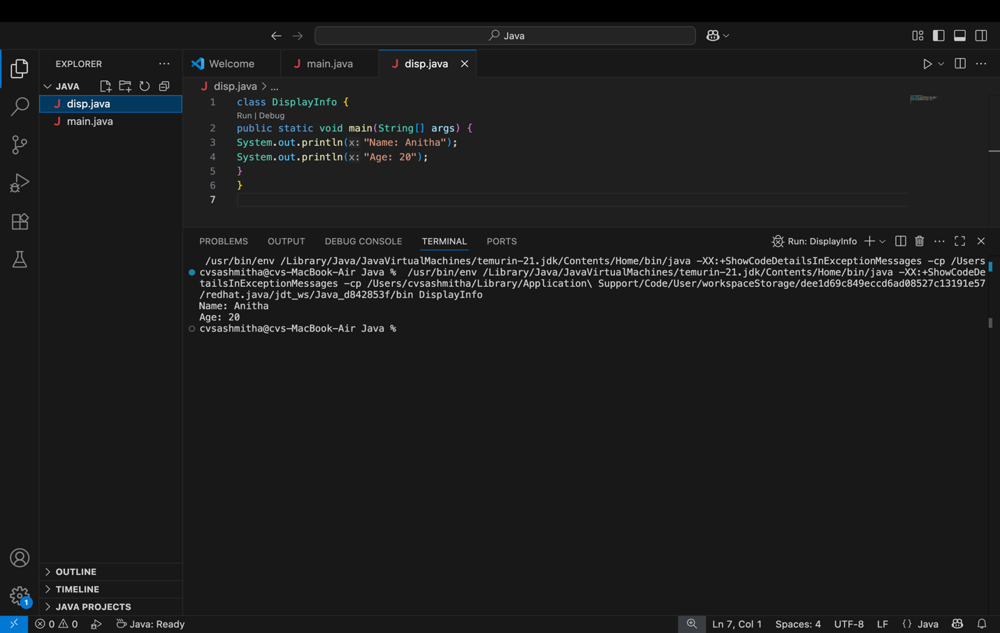 Java
EXPLORER
Welcome
main.java
disp.java
JAVA
disp.java > ...
disp.java
main.java
1 class DisplayInfo {
Run | Debug
2 public static void main(String[] args) {
3 System.out.println(x: "Name: Anitha");
4 System.out.println(x: "Age: 20");
5 }
6 }
7
PROBLEMS OUTPUT DEBUG CONSOLE TERMINAL PORTS
Run: DisplayInfo
/usr/bin/env /Library/Java/JavaVirtualMachines/temurin-21.jdk/Contents/Home/bin/java -XX:+ShowCodeDetailsInExceptionMessages -cp /Users
cvsashmitha@cvs-MacBook-Air Java %  /usr/bin/env /Library/Java/JavaVirtualMachines/temurin-21.jdk/Contents/Home/bin/java -XX:+ShowCodeDe
tailsInExceptionMessages -cp /Users/cvsashmitha/Library/Application\ Support/Code/User/workspaceStorage/dee1d69c849eccd6ad08527c13191e57
/redhat.java/jdt_ws/Java_d842853f/bin DisplayInfo
Name: Anitha
Age: 20
cvsashmitha@cvs-MacBook-Air Java %
OUTLINE
TIMELINE
JAVA PROJECTS
1
0 0 Java: Ready
Ln 7, Col 1 Spaces: 4 UTF-8 LF {} Java